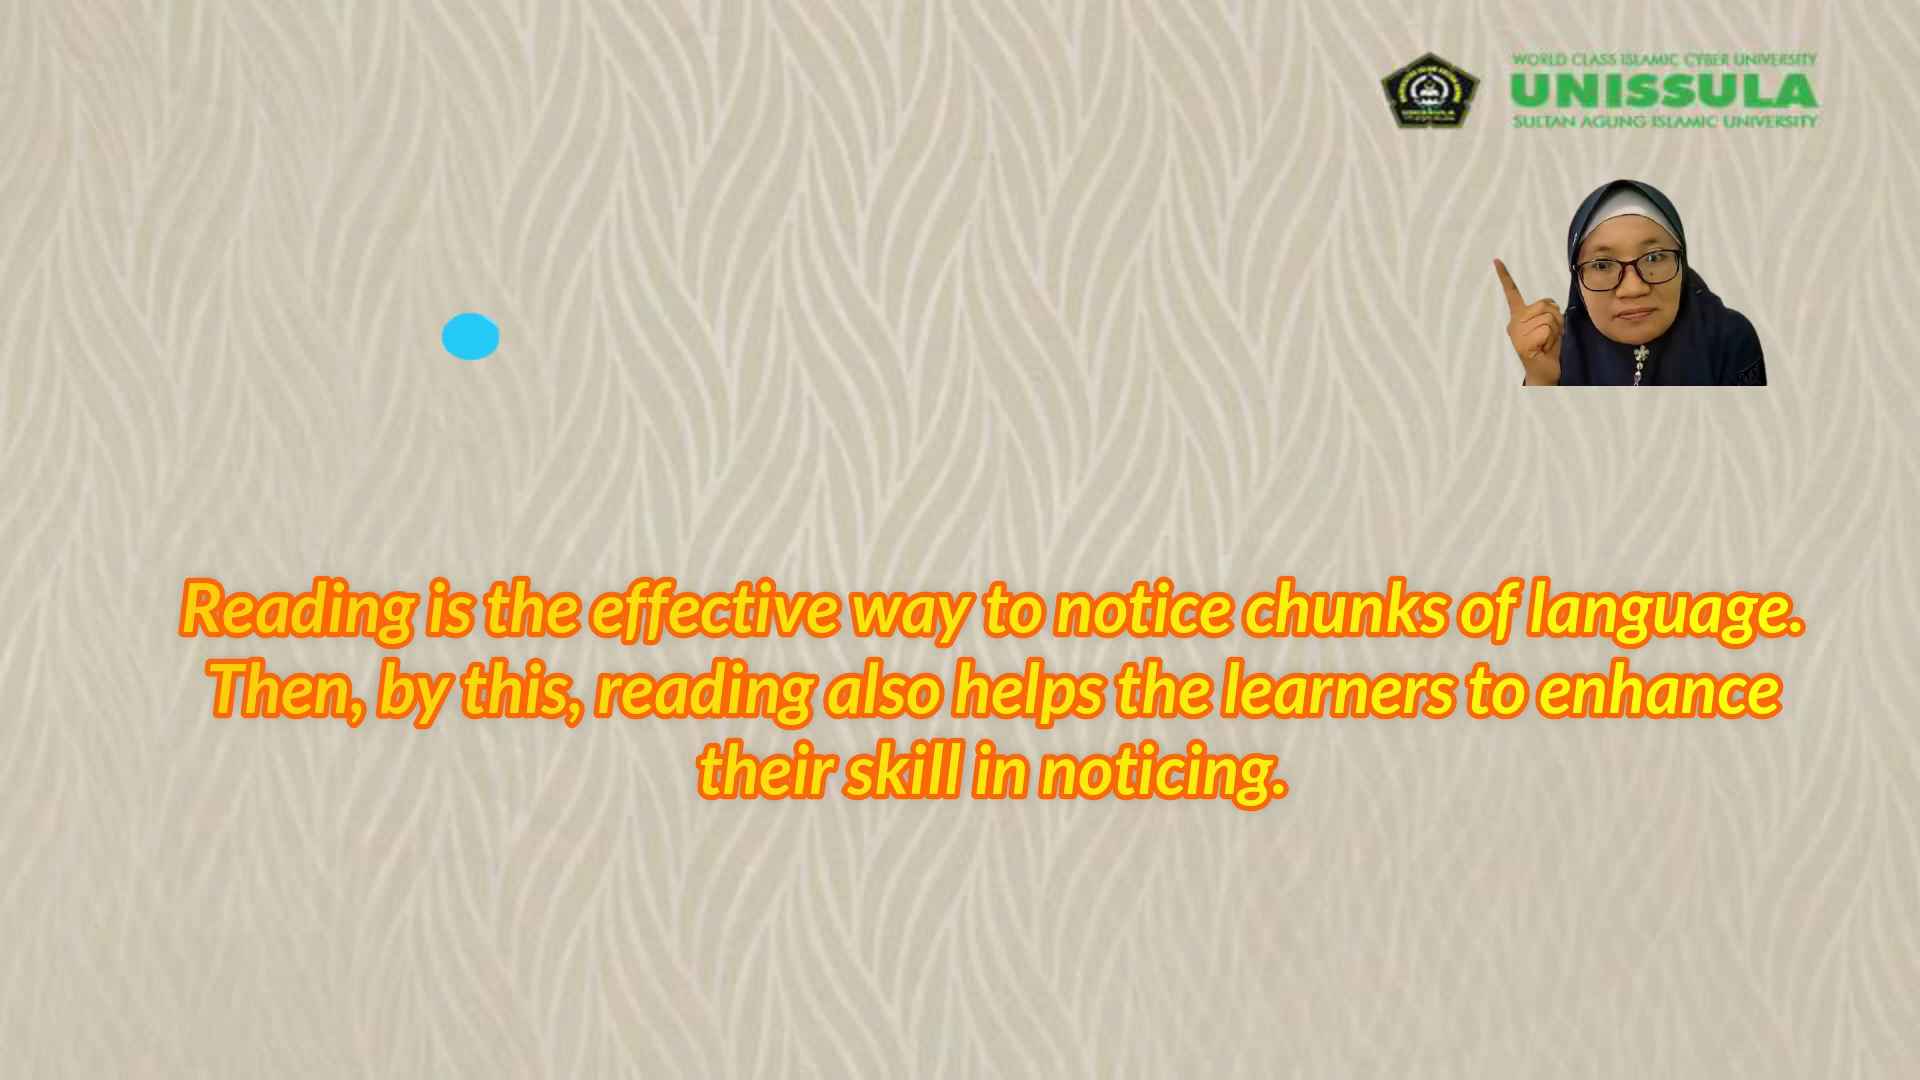 WORLD CLASS ISLAMIC CYBER UNIVERSITY
UNISSULA
SULTAN AGUNG ISLAMIC UNIVERSITY
Reading is the effective way to notice chunks of language.
Then, by this, reading also helps the learners to enhance
their skill in noticing.